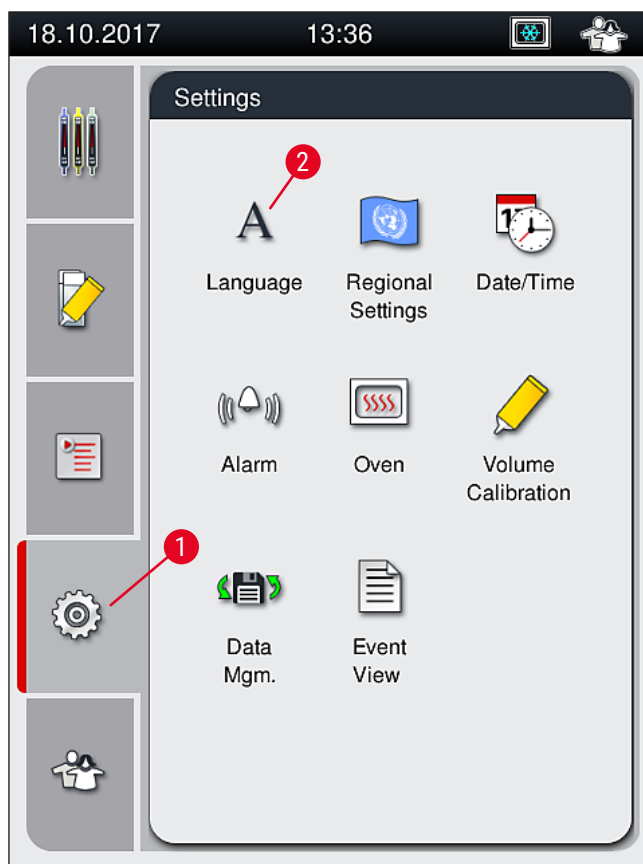 18.10.2017 13:36
Settings
2
A
17
Language Regional Settings Date/Time
Alarm Oven Volume Calibration
1
Data Mgm. Event View